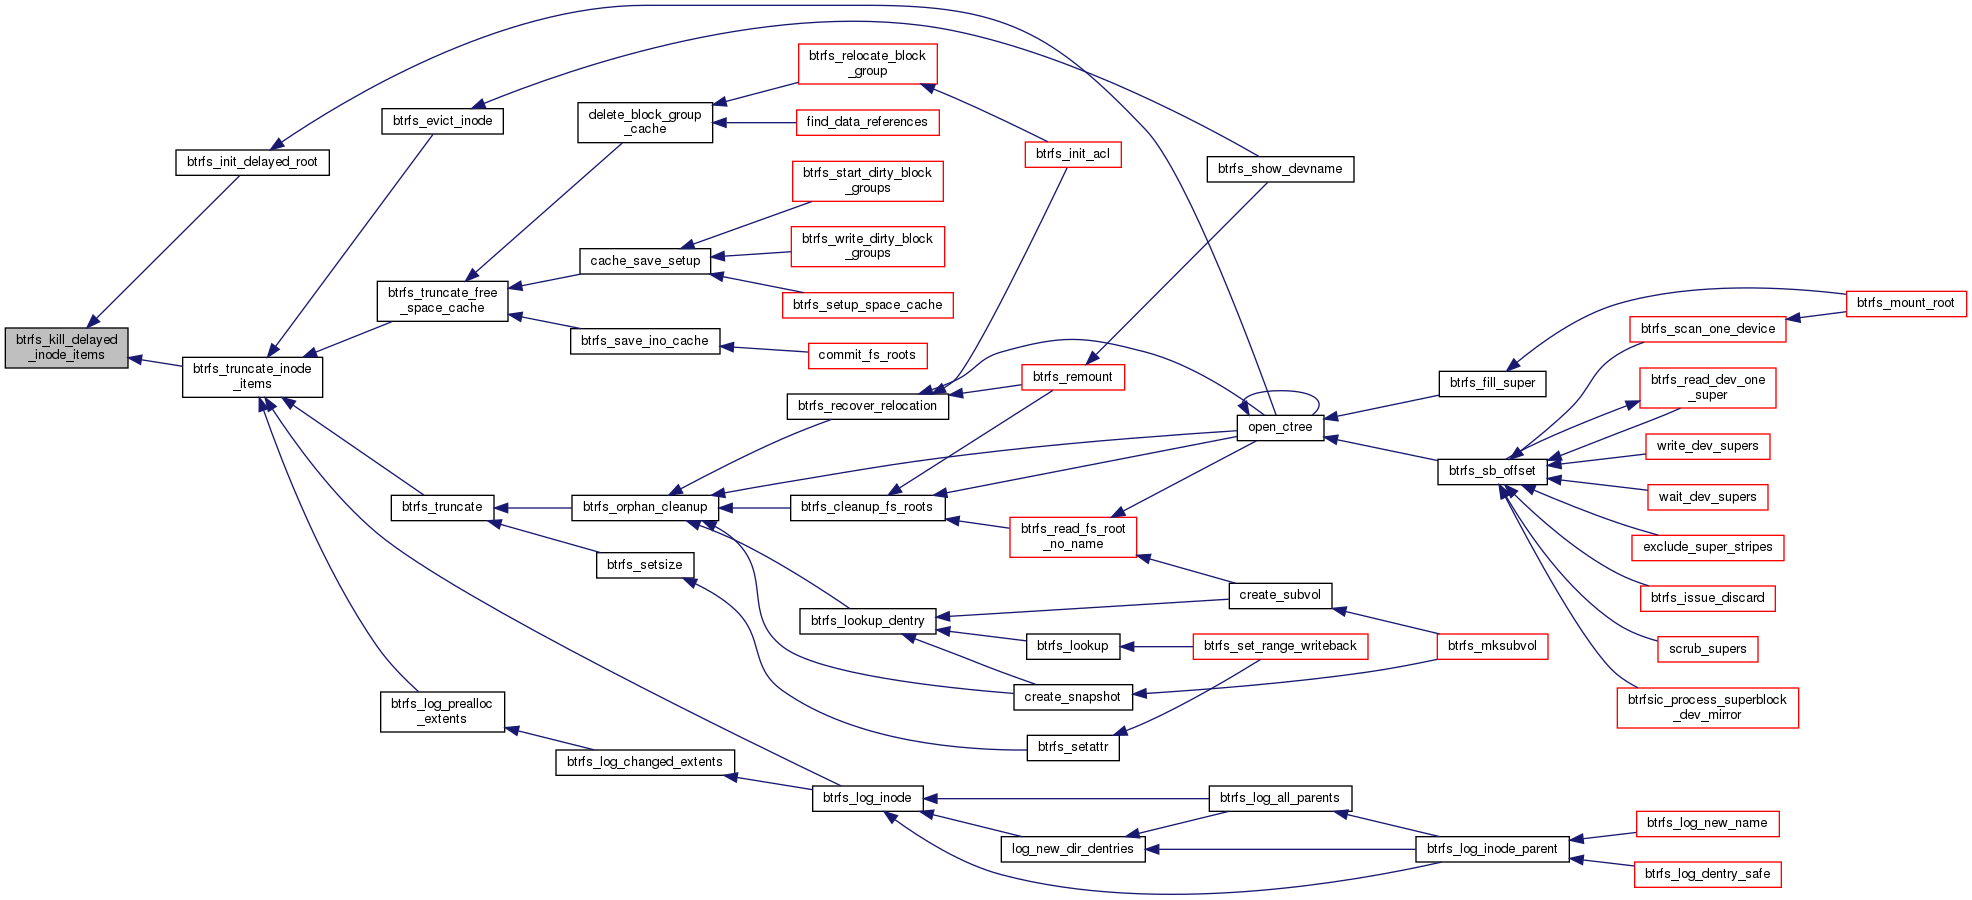 btrfs_kill_delayed
_inode_items
btrfs_init_delayed_root
btrfs_truncate_inode
_items
btrfs_evict_inode
btrfs_truncate_free
_space_cache
btrfs_truncate
btrfs_log_prealloc
_extents
delete_block_group
_cache
cache_save_setup
btrfs_save_ino_cache
btrfs_orphan_cleanup
btrfs_setsize
btrfs_log_changed_extents
btrfs_relocate_block
_group
find_data_references
btrfs_start_dirty_block
_groups
btrfs_write_dirty_block
_groups
btrfs_setup_space_cache
commit_fs_roots
btrfs_recover_relocation
btrfs_cleanup_fs_roots
btrfs_lookup_dentry
btrfs_log_inode
btrfs_init_acl
btrfs_remount
btrfs_read_fs_root
_no_name
btrfs_lookup
create_snapshot
btrfs_setattr
log_new_dir_dentries
btrfs_show_devname
open_ctree
create_subvol
btrfs_set_range_writeback
btrfs_log_all_parents
btrfs_fill_super
btrfs_sb_offset
btrfs_mksubvol
btrfs_log_inode_parent
btrfs_mount_root
btrfs_scan_one_device
btrfs_read_dev_one
_super
write_dev_supers
wait_dev_supers
exclude_super_stripes
btrfs_issue_discard
scrub_supers
btrfsic_process_superblock
_dev_mirror
btrfs_log_new_name
btrfs_log_dentry_safe